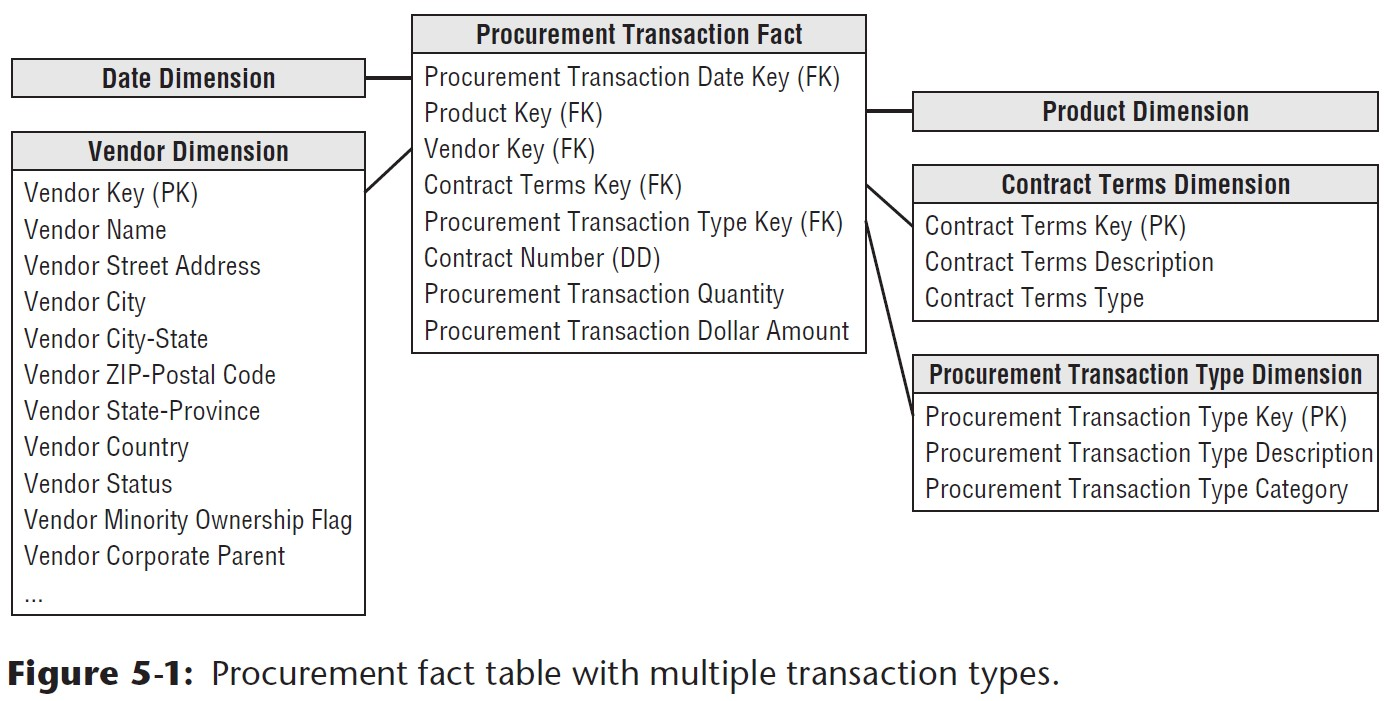 Date Dimension
Vendor Dimension
Vendor Key (PK)
Vendor Name
Vendor Street Address
Vendor City
Vendor City-State
Vendor ZIP-Postal Code
Vendor State-Province
Vendor Country
Vendor Status
Vendor Minority Ownership Flag
Vendor Corporate Parent
...
Procurement Transaction Fact
Procurement Transaction Date Key (FK)
Product Key (FK)
Vendor Key (FK)
Contract Terms Key (FK)
Procurement Transaction Type Key (FK)
Contract Number (DD)
Procurement Transaction Quantity
Procurement Transaction Dollar Amount
Product Dimension
Contract Terms Dimension
Contract Terms Key (PK)
Contract Terms Description
Contract Terms Type
Procurement Transaction Type Dimension
Procurement Transaction Type Key (PK)
Procurement Transaction Type Description
Procurement Transaction Type Category
Figure 5-1: Procurement fact table with multiple transaction types.